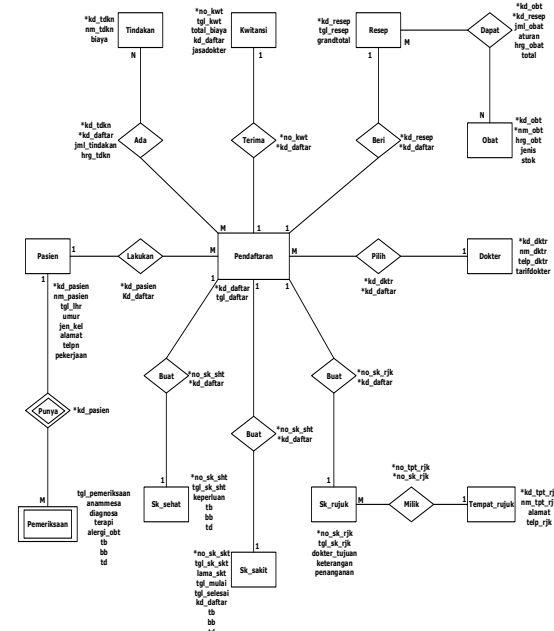 *kd_tdkn
nm_tdkn
biaya
Tindakan
N
*no_kwt
tgl_kwt
total_biaya
kd_daftar
jasadokter
Kwitansi
1
*kd_resep
tgl_resep
grandtotal
Resep
1
M
Dapat
*kd_obt
*kd_resep
jml_obat
aturan
hrg_obat
total
*kd_tdkn
*kd_daftar
jml_tindakan
hrg_tdkn
Ada
Terima
*no_kwt
*kd_daftar
Beri
*kd_resep
*kd_daftar
N
Obat
*kd_obt
*nm_obt
hrg_obt
jenis
stok
M
1
1
Pasien
1
Lakukan
M
Pendaftaran
M
Pilih
1
Dokter
*kd_dktr
nm_dktr
telp_dktr
tarifdokter
1
*kd_pasien
nm_pasien
tgl_lhr
umur
jen_kel
alamat
telpn
pekerjaan
*kd_pasien
Kd_daftar
1
*kd_daftar
tgl_daftar
1
1
*kd_dktr
*kd_daftar
Buat
*no_sk_sht
*kd_daftar
Buat
*no_sk_rjk
*kd_daftar
Punya
*kd_pasien
Buat
*no_sk_sht
*kd_daftar
M
Pemeriksaan
tgl_pemeriksaan
anammesa
diagnosa
terapi
alergi_obt
tb
bb
td
1
Sk_sehat
*no_sk_sht
tgl_sk_sht
keperluan
tb
bb
td
1
Sk_rujuk
M
*no_tpt_rjk
*no_sk_rjk
Milik
1
Tempat_rujuk
*kd_tpt_rj
nm_tpt_rj
alamat
telp_rjk
*no_sk_rjk
tgl_sk_rjk
dokter_tujuan
keterangan
penanganan
1
Sk_sakit
*no_sk_skt
tgl_sk_skt
lama_skt
tgl_mulai
tgl_selesai
kd_daftar
tb
bb